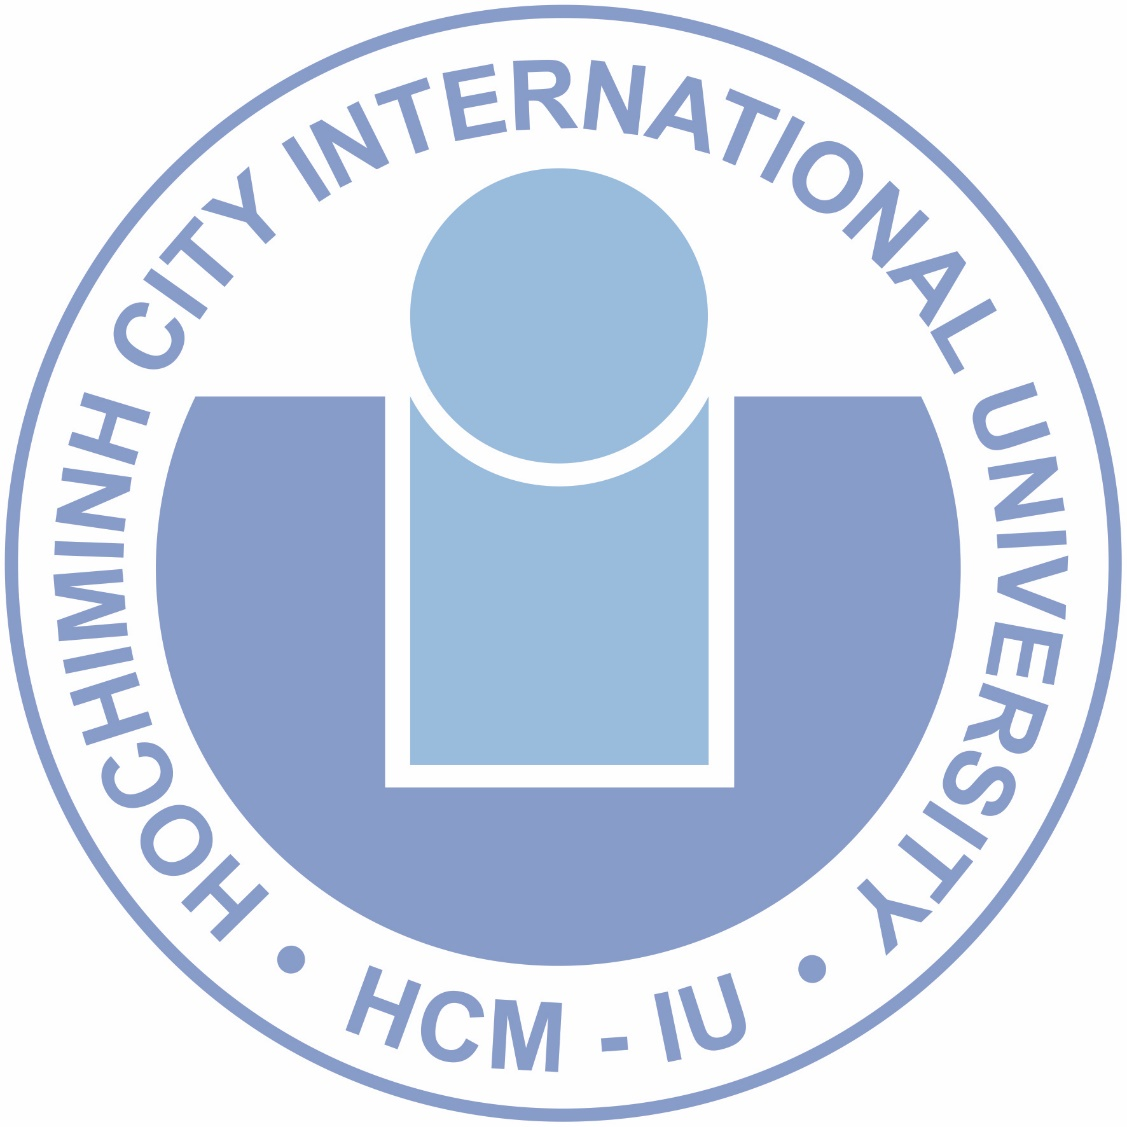 HOCHIMINH CITY INTERNATIONAL UNIVERSITY
• HCM - IU •